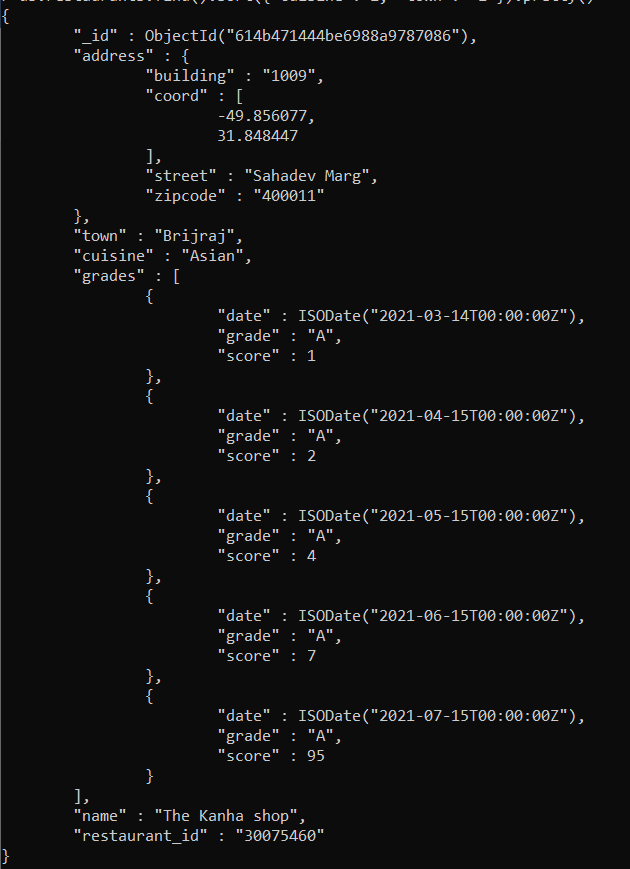 {
        "_id" : ObjectId("614b471444be6988a9787086"),
        "address" : {
                "building" : "1009",
                "coord" : [
                        -49.856077,
                        31.848447
                ],
                "street" : "Sahadev Marg",
                "zipcode" : "400011"
        },
        "town" : "Brijraj",
        "cuisine" : "Asian",
        "grades" : [
                {
                        "date" : ISODate("2021-03-14T00:00:00Z"),
                        "grade" : "A",
                        "score" : 1
                },
                {
                        "date" : ISODate("2021-04-15T00:00:00Z"),
                        "grade" : "A",
                        "score" : 2
                },
                {
                        "date" : ISODate("2021-05-15T00:00:00Z"),
                        "grade" : "A",
                        "score" : 4
                },
                {
                        "date" : ISODate("2021-06-15T00:00:00Z"),
                        "grade" : "A",
                        "score" : 7
                },
                {
                        "date" : ISODate("2021-07-15T00:00:00Z"),
                        "grade" : "A",
                        "score" : 95
                }
        ],
        "name" : "The Kanha shop",
        "restaurant_id" : "30075460"
}